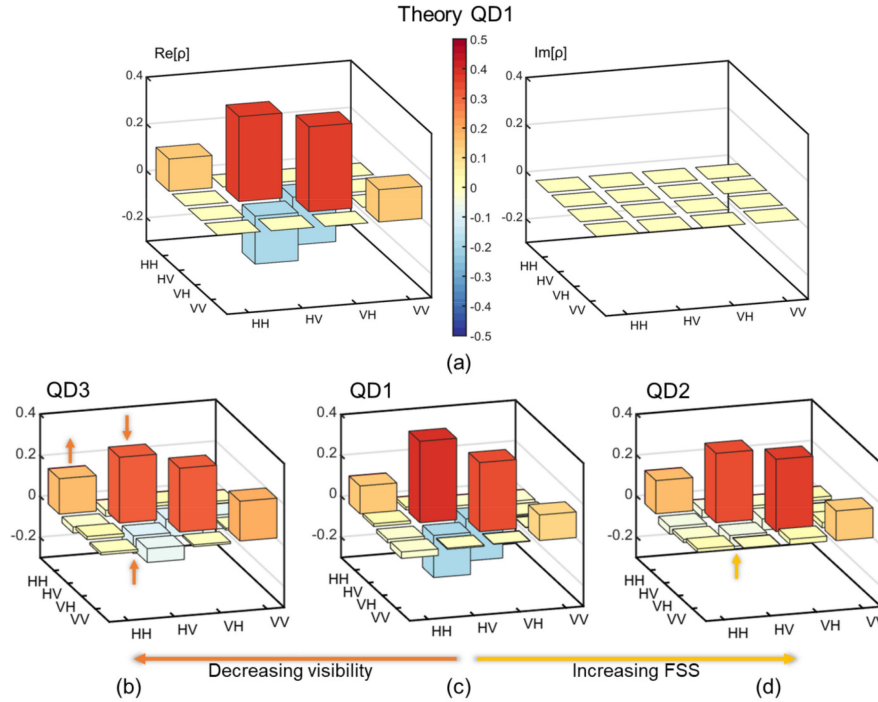 Theory QD1
Re[ρ]
Im[ρ]
0.4
0.2
0
-0.2
HH
HV
VH
VV
HH
HV
VH
VV
0.5
0.4
0.3
0.2
0.1
0
-0.1
-0.2
-0.3
-0.4
-0.5
0.4
0.2
0
-0.2
HH
HV
VH
VV
HH
HV
VH
VV
(a)
QD3
0.4
0.2
0
-0.2
HH
HV
VH
VV
HH
HV
VH
VV
QD1
0.4
0.2
0
-0.2
HH
HV
VH
VV
HH
HV
VH
VV
QD2
0.4
0.2
0
-0.2
HH
HV
VH
VV
HH
HV
VH
VV
Decreasing visibility
Increasing FSS
(b)
(c)
(d)